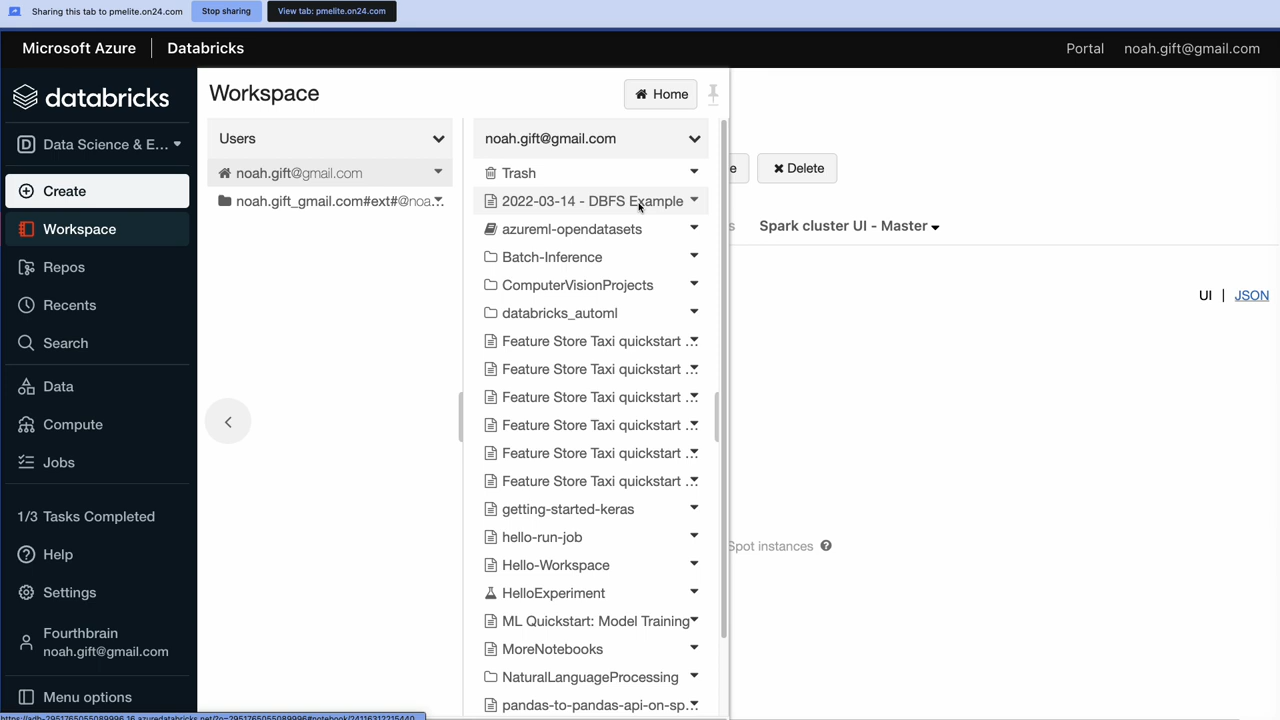 Sharing this tab to pmelite.on24.com
Stop sharing
View tab: pmelite.on24.com
Microsoft Azure
Databricks
Portal
noah.gift@gmail.com
databricks
Data Science & E...
Create
Workspace
Repos
Recents
Search
Data
Compute
Jobs
1/3 Tasks Completed
Help
Settings
Fourthbrain
noah.gift@gmail.com
Menu options
Workspace
Home
Users
noah.gift@gmail.com
noah.gift_gmail.com#ext#@noa...
noah.gift@gmail.com
Trash
2022-03-14 - DBFS Example
azureml-opendatasets
Batch-Inference
ComputerVisionProjects
databricks_automl
Feature Store Taxi quickstart ...
Feature Store Taxi quickstart ...
Feature Store Taxi quickstart ...
Feature Store Taxi quickstart ...
Feature Store Taxi quickstart ...
Feature Store Taxi quickstart ...
getting-started-keras
hello-run-job
Hello-Workspace
HelloExperiment
ML Quickstart: Model Training
MoreNotebooks
NaturalLanguageProcessing
pandas-to-pandas-api-on-sp...
e
Delete
s
Spark cluster UI - Master
UI | JSON
Spot instances